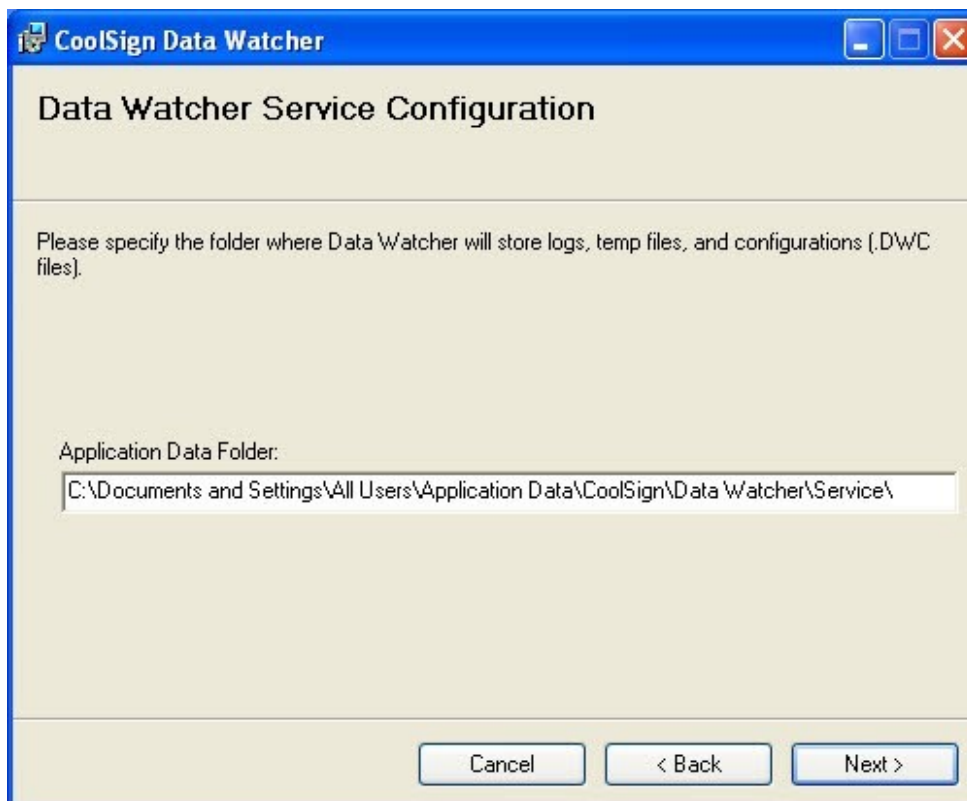 CoolSign Data Watcher
Data Watcher Service Configuration
Please specify the folder where Data Watcher will store logs, temp files, and configurations (.DWC
files).
Application Data Folder:
C:\Documents and Settings\All Users\Application Data\CoolSign\Data Watcher\Service\
Cancel
< Back
Next >